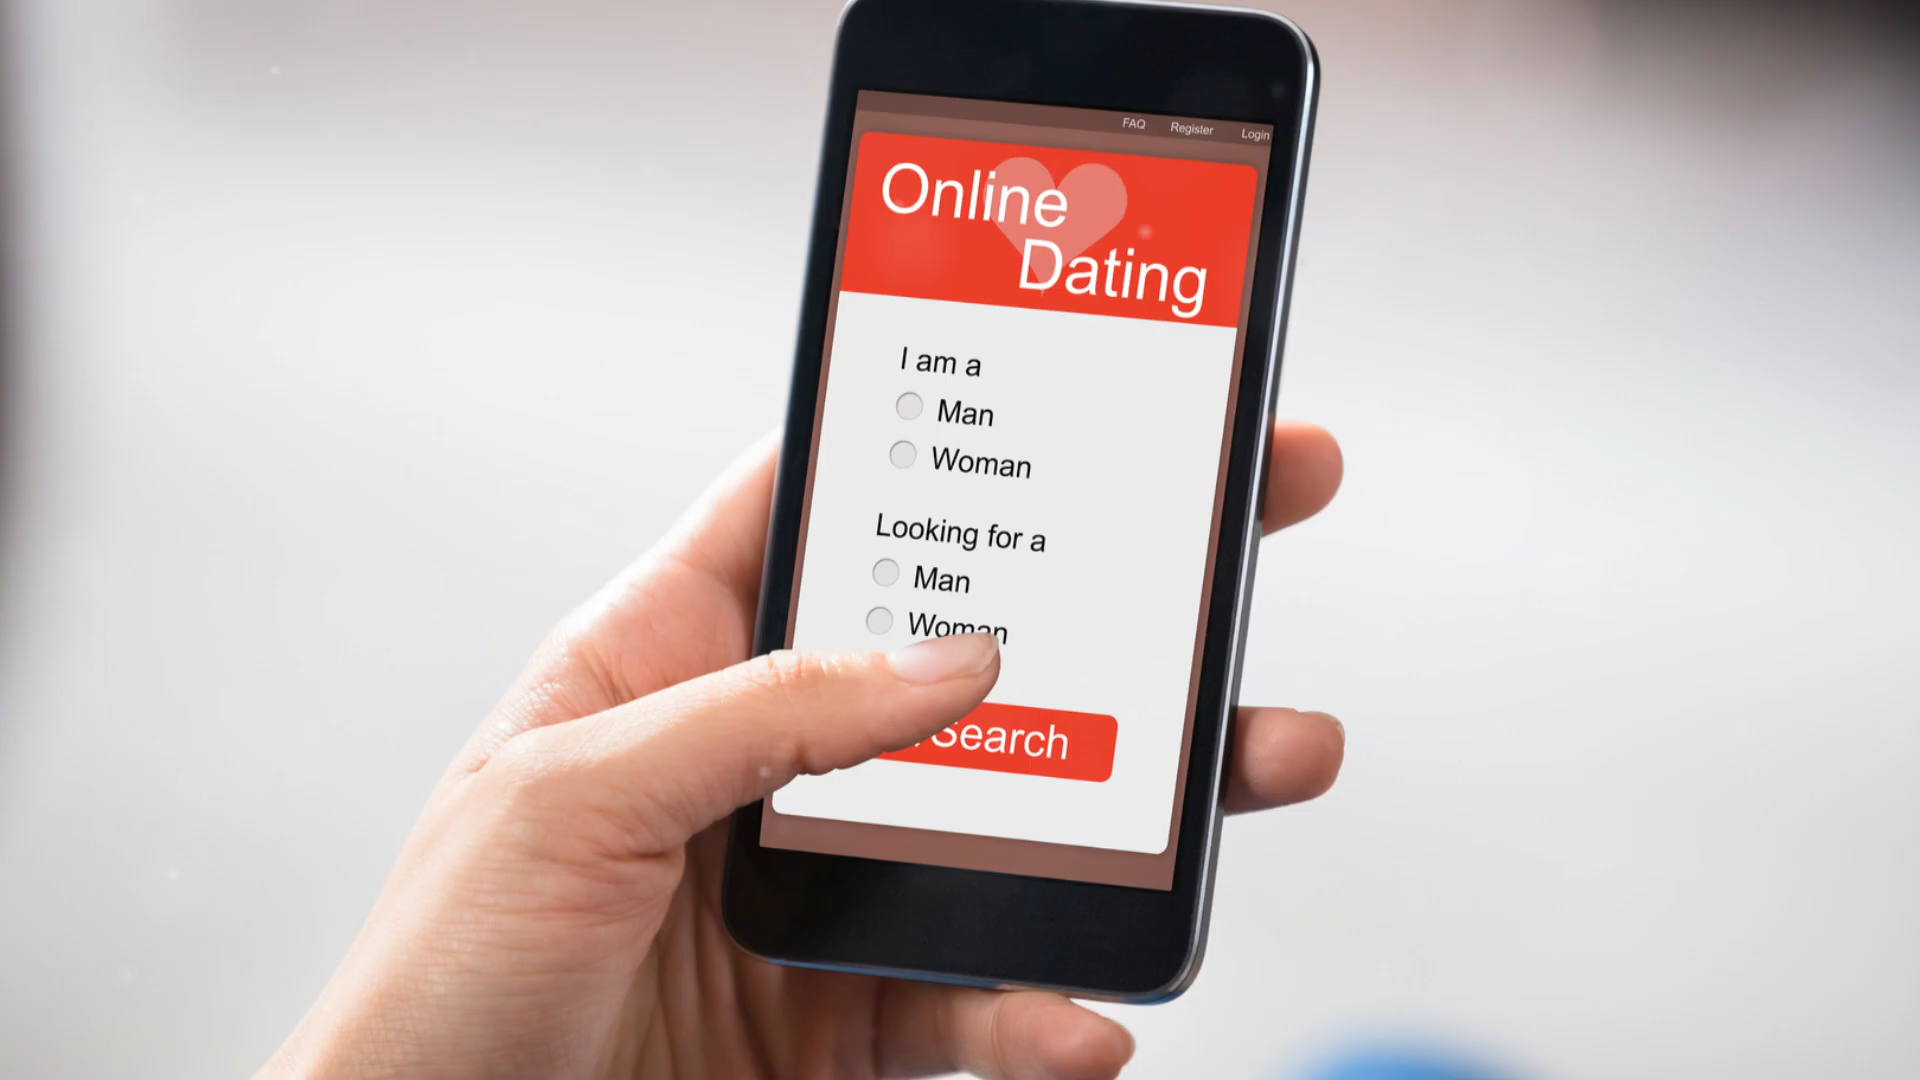 FAQ Register Login
Online
Dating
I am a
Man
Woman
Looking for a
Man
Woman
Search